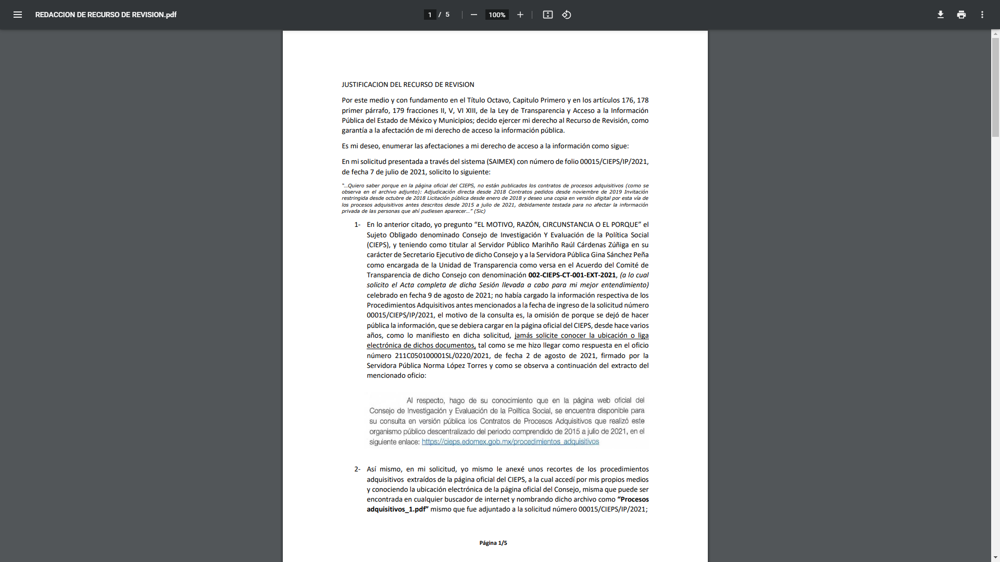 REDACCION DE RECURSO DE REVISION.pdf
1 / 5
100%
JUSTIFICACION DEL RECURSO DE REVISION
Por este medio y con fundamento en el Título Octavo, Capitulo Primero y en los artículos 176, 178
primer párrafo, 179 fracciones II, V, VI XIII, de la Ley de Transparencia y Acceso a la Información
Pública del Estado de México y Municipios; decido ejercer mi derecho al Recurso de Revisión, como
garantía a la afectación de mi derecho de acceso la información pública.
Es mi deseo, enumerar las afectaciones a mi derecho de acceso a la información como sigue:
En mi solicitud presentada a través del sistema (SAIMEX) con número de folio 00015/CIEPS/IP/2021,
de fecha 7 de julio de 2021, solicito lo siguiente:
"…Quiero saber porque en la página oficial del CIEPS, no están publicados los contratos de procesos adquisitivos (como se
observa en el archivo adjunto): Adjudicación directa desde 2018 Contratos pedidos desde noviembre de 2019 Invitación
restringida desde octubre de 2018 Licitación pública desde enero de 2018 y deseo una copia en versión digital por esta vía de
los procesos adquisitivos antes descritos desde 2015 a julio de 2021, debidamente testada para no afectar la información
privada de las personas que ahí pudiesen aparecer…" (Sic)
1- En lo anterior citado, yo pregunto “EL MOTIVO, RAZÓN, CIRCUNSTANCIA O EL PORQUE” el
Sujeto Obligado denominado Consejo de Investigación Y Evaluación de la Política Social
(CIEPS), y teniendo como titular al Servidor Público Marihño Raúl Cárdenas Zúñiga en su
carácter de Secretario Ejecutivo de dicho Consejo y a la Servidora Pública Gina Sánchez Peña
como encargada de la Unidad de Transparencia como versa en el Acuerdo del Comité de
Transparencia de dicho Consejo con denominación 002-CIEPS-CT-001-EXT-2021, (a lo cual
solicito el Acta completa de dicha Sesión llevada a cabo para mi mejor entendimiento)
celebrado en fecha 9 de agosto de 2021; no había cargado la información respectiva de los
Procedimientos Adquisitivos antes mencionados a la fecha de ingreso de la solicitud número
00015/CIEPS/IP/2021, el motivo de la consulta es, la omisión de porque se dejó de hacer
pública la información, que se debiera cargar en la página oficial del CIEPS, desde hace varios
años, como lo manifiesto en dicha solicitud, jamás solicite conocer la ubicación o liga
electrónica de dichos documentos, tal como se me hizo llegar como respuesta en el oficio
número 211C050100001SL/0220/2021, de fecha 2 de agosto de 2021, firmado por la
Servidora Pública Norma López Torres y como se observa a continuación del extracto del
mencionado oficio:
Al respecto, hago de su conocimiento que en la página web oficial del
Consejo de Investigación y Evaluación de la Política Social, se encuentra disponible para
su consulta en versión pública los Contratos de Procesos Adquisitivos que realizó este
organismo público descentralizado del periodo comprendido de 2015 a julio de 2021, en el
siguiente enlace: https://cieps.edomex.gob.mx/procedimientos_adquisitivos
2- Así mismo, en mi solicitud, yo mismo le anexé unos recortes de los procedimientos
adquisitivos extraídos de la página oficial del CIEPS, a la cual accedí por mis propios medios
y conociendo la ubicación electrónica de la página oficial del Consejo, misma que puede ser
encontrada en cualquier buscador de internet y nombrando dicho archivo como “Procesos
adquisitivos_1.pdf” mismo que fue adjuntado a la solicitud número 00015/CIEPS/IP/2021;
Página 1/5